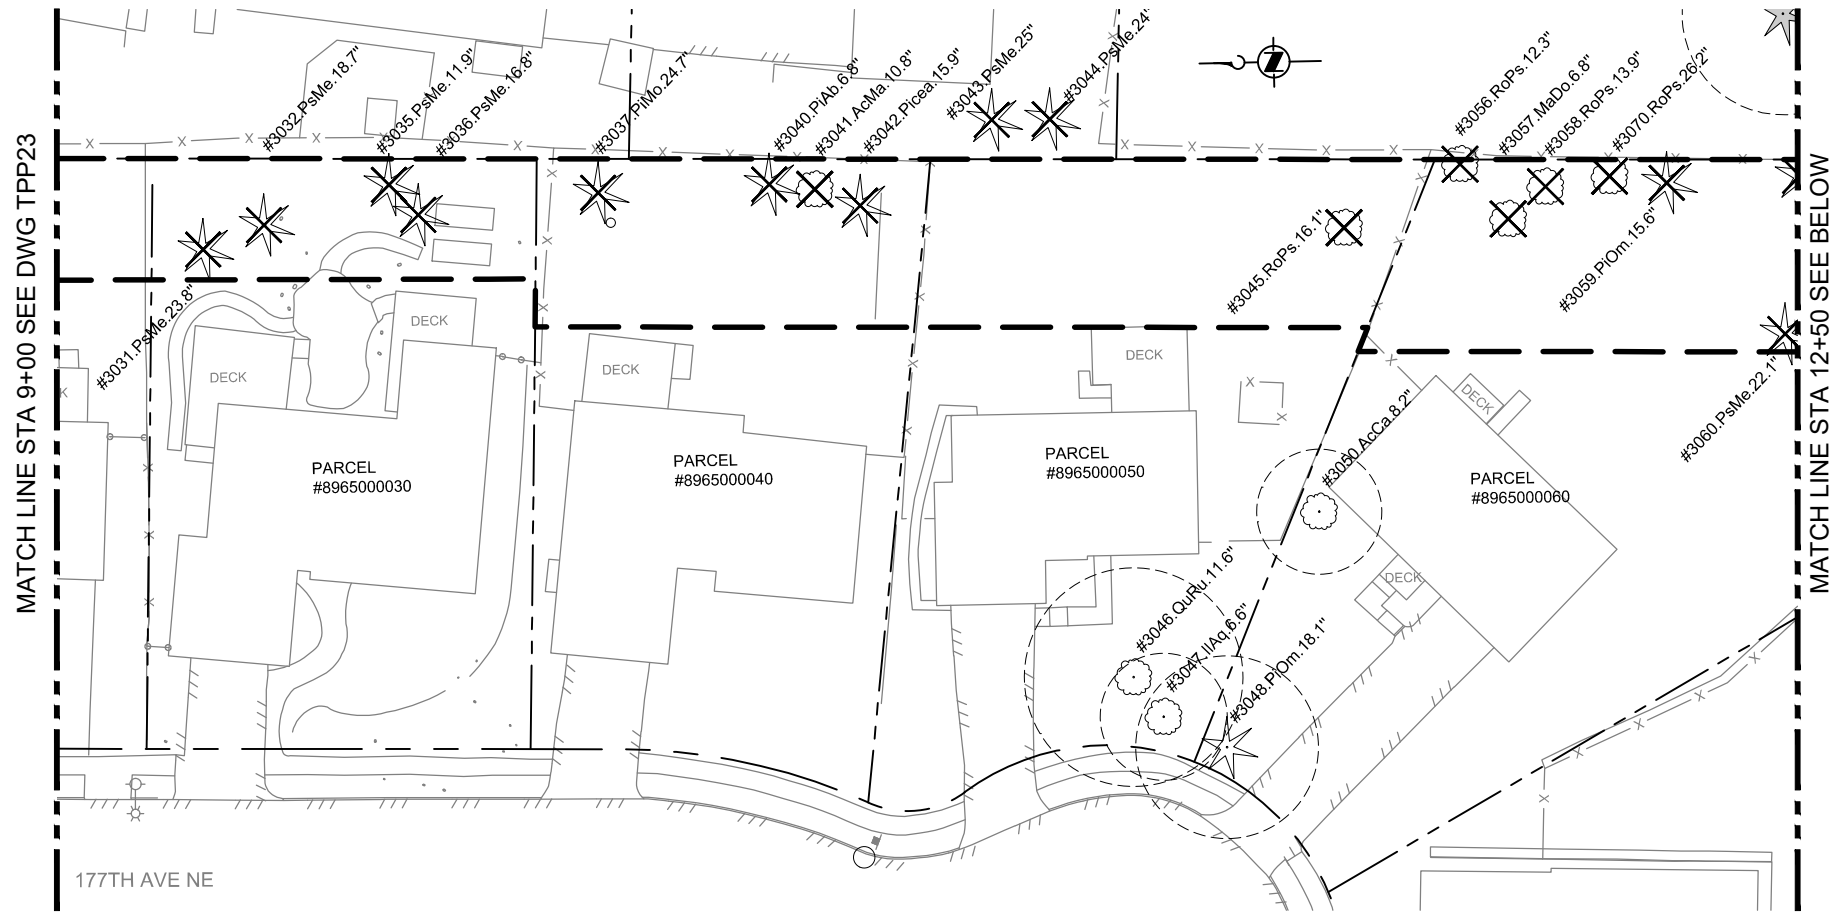 #3032.PsMe.18.7"
#3035.PsMe.11.9"
#3036.PsMe.16.8"
#3037.PiMo.24.7"
#3040.PiAb.6.8"
#3041.AcMa.10.8"
#3042.Picea.15.9"
#3043.PsMe.25"
#3044.PsMe.24"
#3056.RoPs.12.3"
#3057.MaDo.6.8"
#3058.RoPs.13.9"
#3070.RoPs.26.2"
MATCH LINE STA 9+00 SEE DWG TPP23
MATCH LINE STA 12+50 SEE BELOW
#3031.PsMe.23.8"
#3045.RoPs.16.1"
#3059.PiOm.15.6"
#3060.PsMe.22.1"
DECK
DECK
DECK
DECK
DECK
K
#3050.AcCa.8.2"
PARCEL
#8965000030
PARCEL
#8965000040
PARCEL
#8965000050
PARCEL
#8965000060
DECK
#3046.QuRu.11.6"
#3047.IlAq.6.6"
#3048.PiOm.18.1"
177TH AVE NE